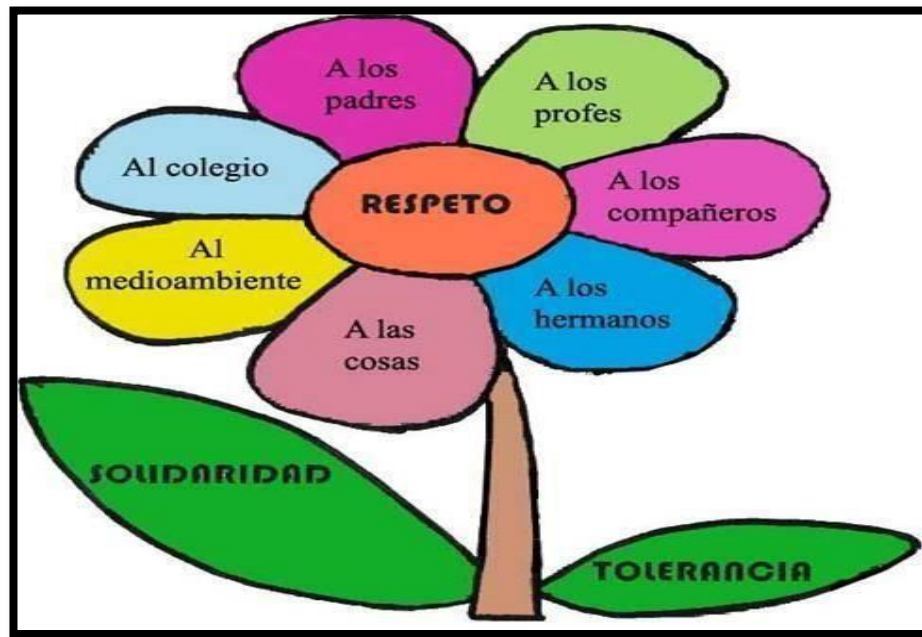 A los
padres
A los
profes
Al colegio
RESPETO
A los
compañeros
Al
medioambiente
A los
hermanos
A las
cosas
SOLIDARIDAD
TOLERANCIA